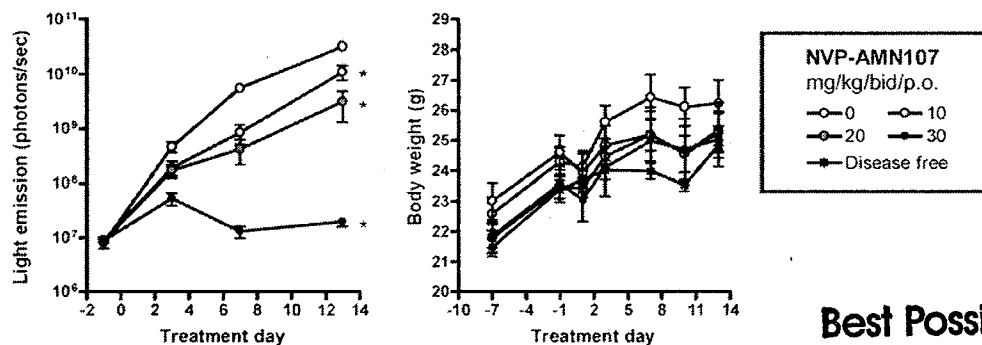 Light emission (photons/sec)
10¹¹
10¹⁰
10⁹
10⁸
10⁷
10⁶
*
*
*
-2 0 2 4 6 8 10 12 14
Treatment day
Body weight (g)
28
27
26
25
24
23
22
21
20
-10 -7 -4 -1 2 5 8 11 14
Treatment day
NVP-AMN107
mg/kg/bid/p.o.
0 10
20 30
Disease free
Best Possi